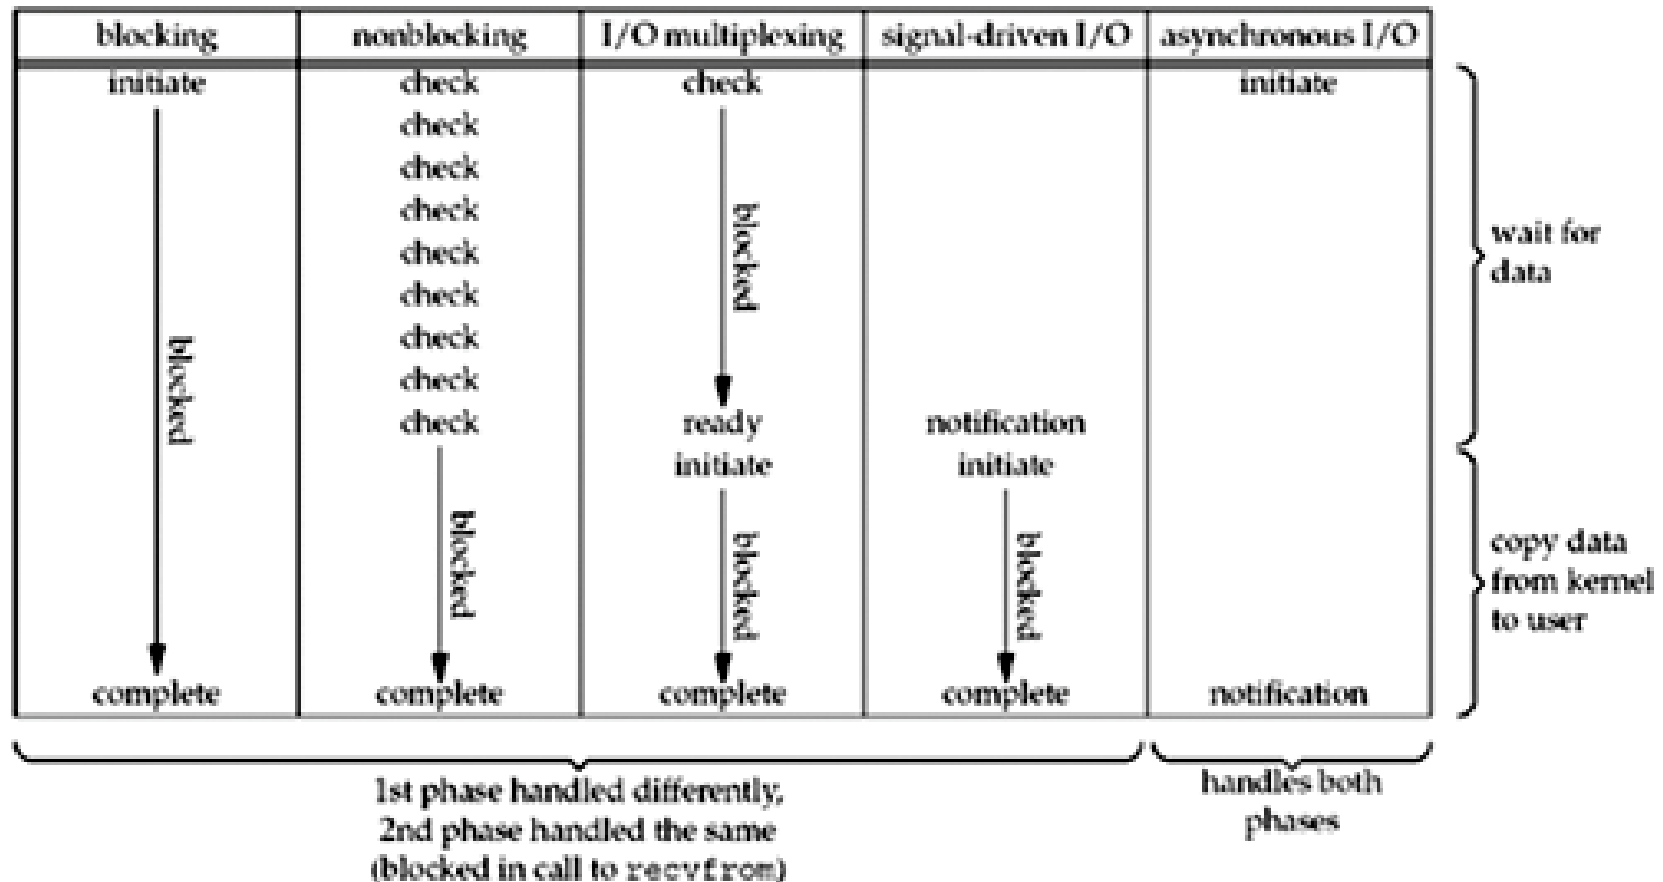 blocking nonblocking I/O multiplexing signal-driven I/O asynchronous I/O
initiate check check initiate
check
check
check
check
check
check
check
check ready notification
initiate initiate
blocked
blocked
blocked
blocked
blocked
complete complete complete complete notification
wait for
data
copy data
from kernel
to user
1st phase handled differently,
2nd phase handled the same
(blocked in call to recvfrom)
handles both
phases